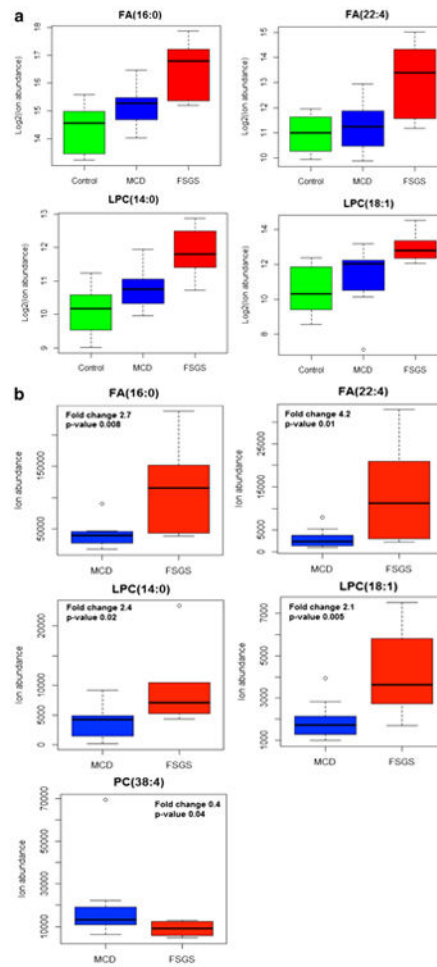 a
FA(16:0)
FA(22:4)
Log2(Ion abundance)
14 15 16 17 18
Control MCD FSGS
Log2(Ion abundance)
10 11 12 13 14 15
Control MCD FSGS
LPC(14:0)
LPC(18:1)
Log2(Ion abundance)
9 10 11 12 13
Control MCD FSGS
Log2(Ion abundance)
8 10 12 14
Control MCD FSGS
b
FA(16:0)
FA(22:4)
Fold change 2.7
p-value 0.008
Ion abundance
50000 150000
MCD FSGS
Fold change 4.2
p-value 0.01
Ion abundance
0 5000 15000 25000
MCD FSGS
LPC(14:0)
LPC(18:1)
Fold change 2.4
p-value 0.02
Ion abundance
0 5000 10000 20000
MCD FSGS
Fold change 2.1
p-value 0.005
Ion abundance
1000 3000 5000 7000
MCD FSGS
PC(38:4)
Fold change 0.4
p-value 0.04
Ion abundance
10000 30000 50000 70000
MCD FSGS